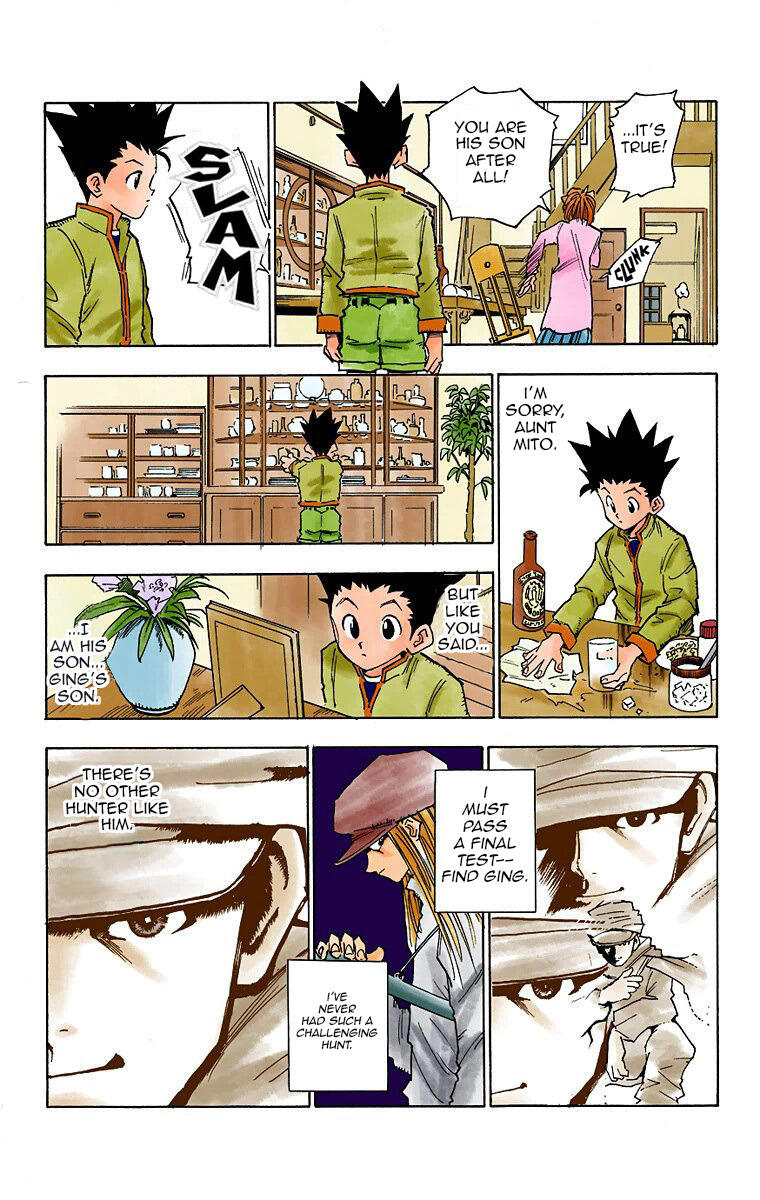 ...IT'S
TRUE!
YOU ARE
HIS SON
AFTER
ALL!
CLUNK
SLAM
I'M
SORRY,
AUNT
MITO.
BUT
LIKE
YOU
SAID...
...I
AM HIS
SON...
GING'S
SON.
THERE'S
NO OTHER
HUNTER LIKE
HIM.
I
MUST
PASS
A FINAL
TEST--
FIND GING.
I'VE
NEVER
HAD SUCH A
CHALLENGING
HUNT.